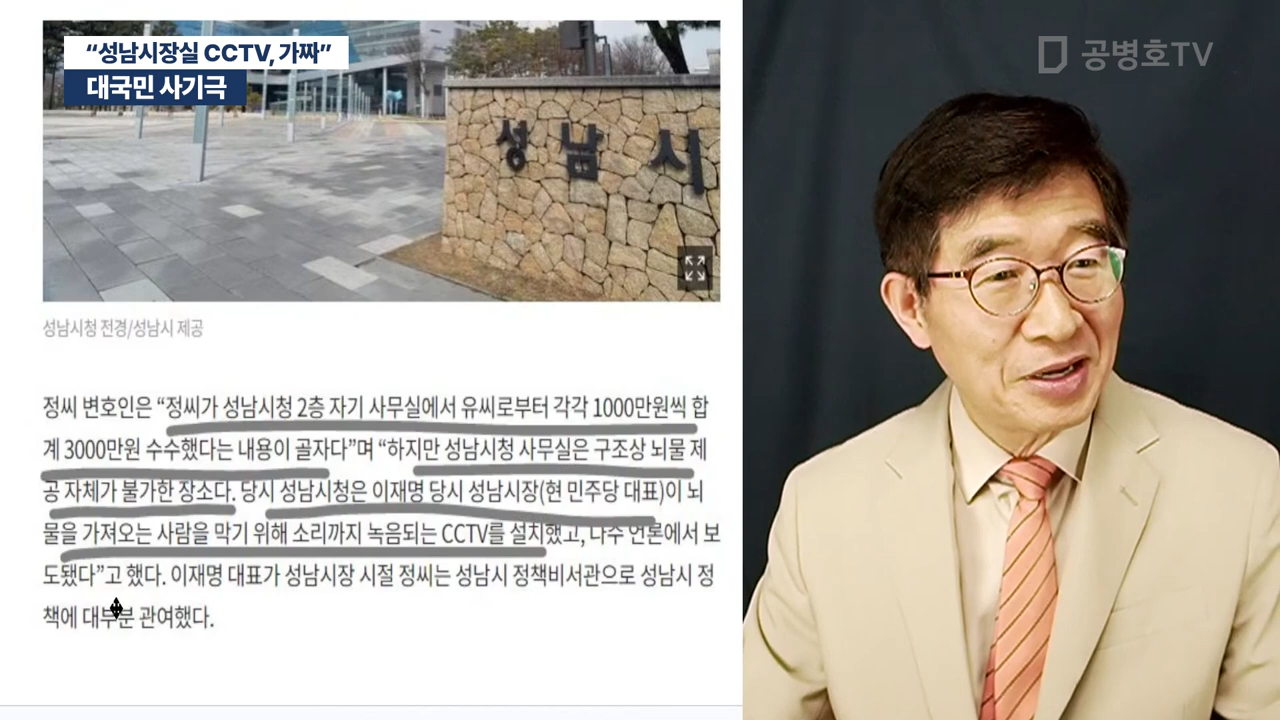 “성남시장실 CCTV, 가짜”
대국민 사기극
공병호TV
성남시
성남시청 전경/성남시 제공
정씨 변호인은 “정씨가 성남시청 2층 자기 사무실에서 유씨로부터 각각 1000만원씩 합
계 3000만원 수수했다는 내용이 골자다”며 “하지만 성남시청 사무실은 구조상 뇌물 제
공 자체가 불가한 장소다. 당시 성남시청은 이재명 당시 성남시장(현 민주당 대표)이 뇌
물을 가져오는 사람을 막기 위해 소리까지 녹음되는 CCTV를 설치했고, 다수 언론에서 보
도됐다”고 했다. 이재명 대표가 성남시장 시절 정씨는 성남시 정책비서관으로 성남시 정
책에 대부분 관여했다.